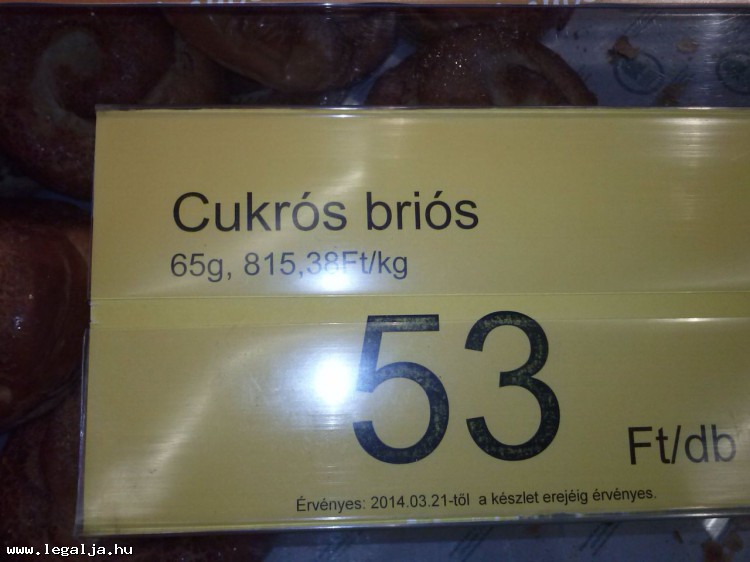 Cukrós briós
65g, 815,38Ft/kg
53
Ft/db
Érvényes: 2014.03.21-től a készlet erejéig érvényes.
www.legalja.hu